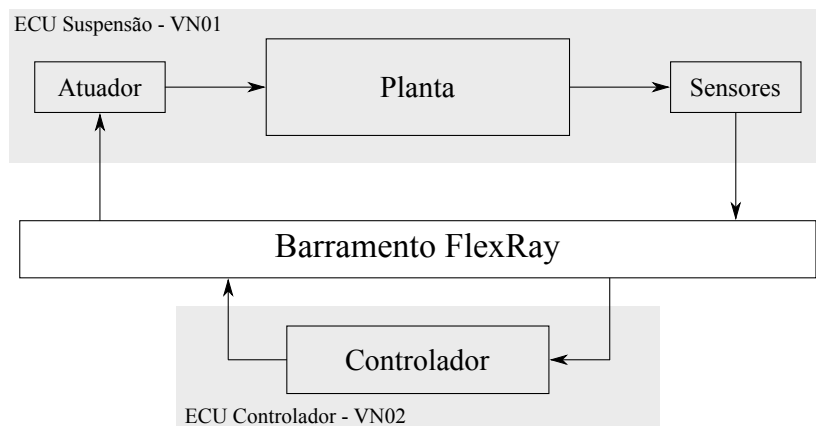 ECU Suspensão - VN01
Atuador
Planta
Sensores
Barramento FlexRay
Controlador
ECU Controlador - VN02